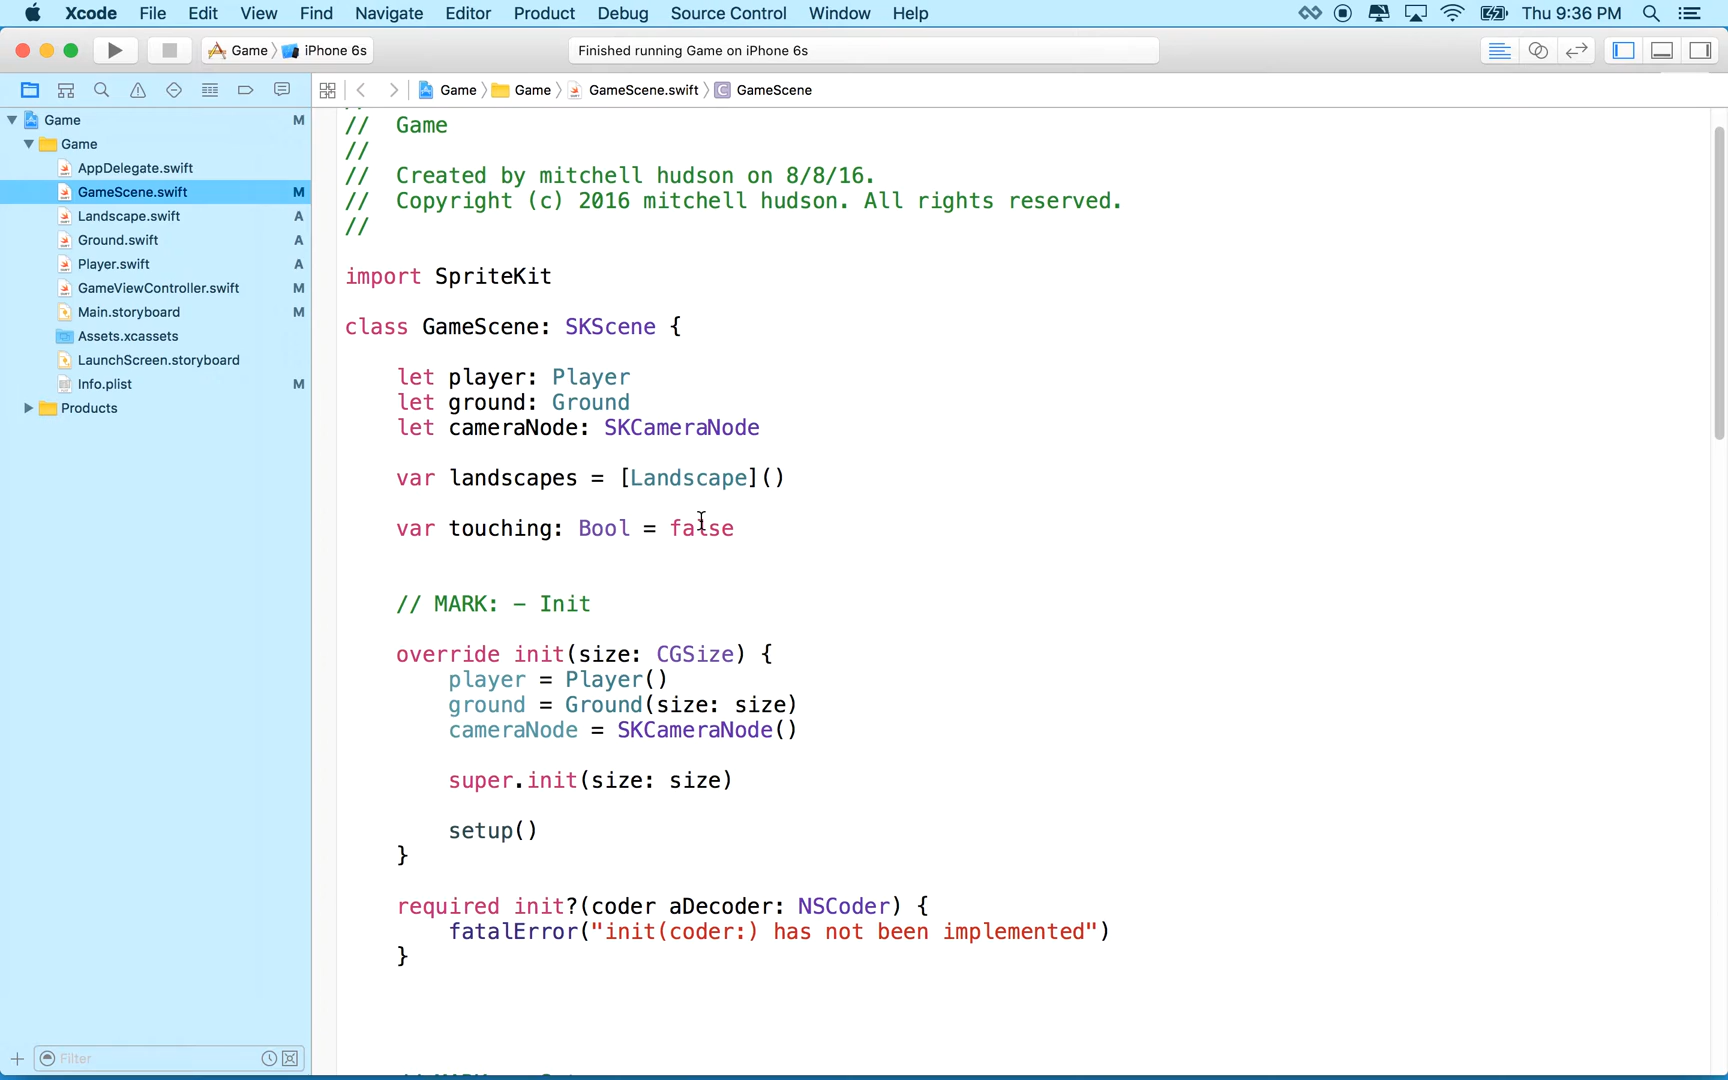 Xcode File Edit View Find Navigate Editor Product Debug Source Control Window Help Thu 9:36 PM
Game iPhone 6s Finished running Game on iPhone 6s
Game Game GameScene.swift C GameScene
Game M
Game
AppDelegate.swift
GameScene.swift M
Landscape.swift A
Ground.swift A
Player.swift A
GameViewController.swift M
Main.storyboard M
Assets.xcassets
LaunchScreen.storyboard
Info.plist M
Products
Filter
// Game
//
// Created by mitchell hudson on 8/8/16.
// Copyright (c) 2016 mitchell hudson. All rights reserved.
//
import SpriteKit
class GameScene: SKScene {
let player: Player
let ground: Ground
let cameraNode: SKCameraNode
var landscapes = [Landscape]()
var touching: Bool = false
// MARK: - Init
override init(size: CGSize) {
player = Player()
ground = Ground(size: size)
cameraNode = SKCameraNode()
super.init(size: size)
setup()
}
required init?(coder aDecoder: NSCoder) {
fatalError("init(coder:) has not been implemented")
}